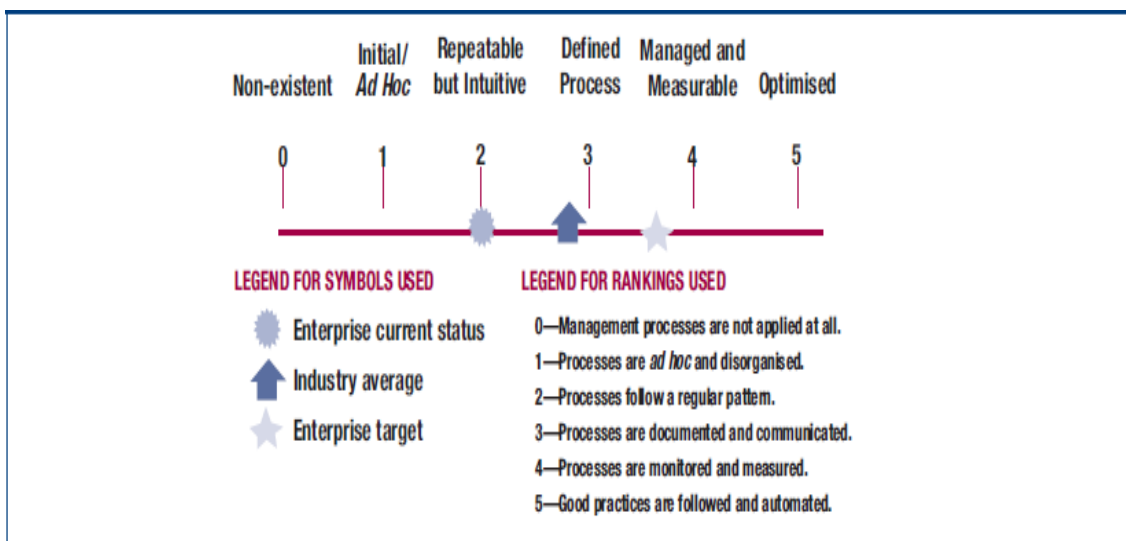 Non-existent
Initial/
Ad Hoc
Repeatable
but Intuitive
Defined
Process
Managed and
Measurable
Optimised
0 1 2 3 4 5
LEGEND FOR SYMBOLS USED
Enterprise current status
Industry average
Enterprise target
LEGEND FOR RANKINGS USED
0—Management processes are not applied at all.
1—Processes are ad hoc and disorganised.
2—Processes follow a regular pattern.
3—Processes are documented and communicated.
4—Processes are monitored and measured.
5—Good practices are followed and automated.